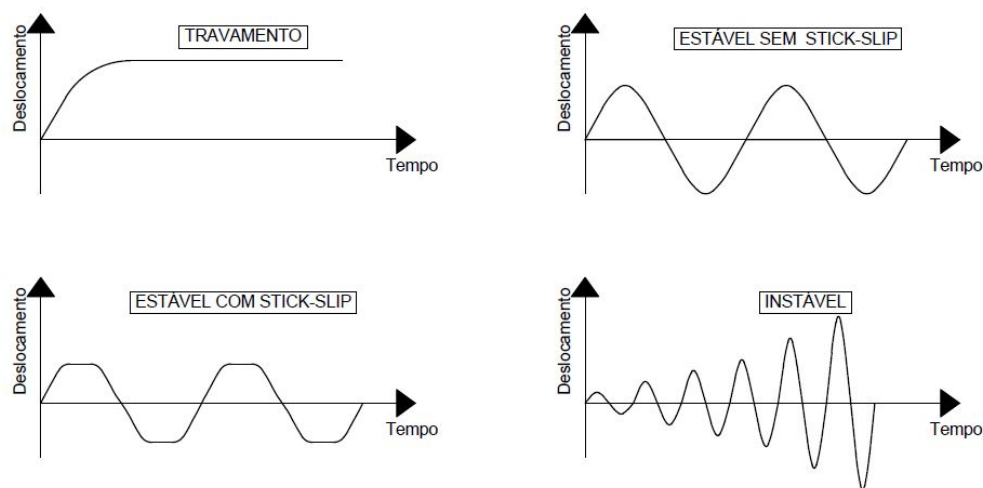 TRAVAMENTO
Deslocamento
Tempo
ESTÁVEL SEM STICK-SLIP
Deslocamento
Tempo
ESTÁVEL COM STICK-SLIP
Deslocamento
Tempo
INSTÁVEL
Deslocamento
Tempo